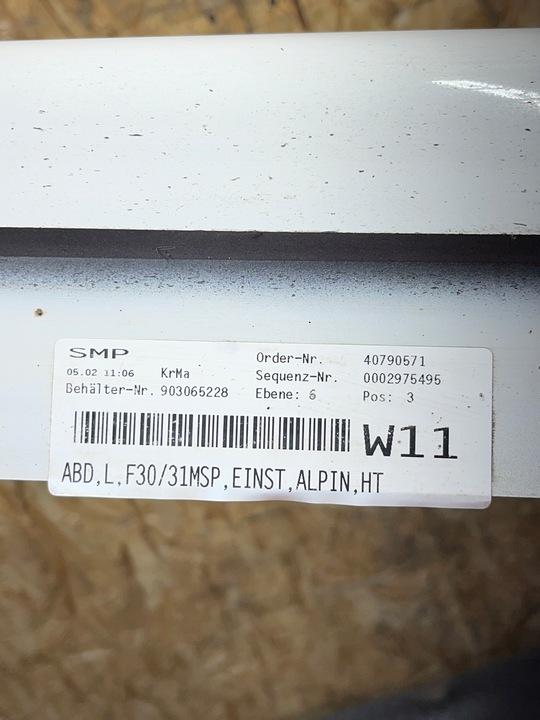 SMP
05.02 11:06 KrMa
Behälter-Nr. 903065228
Order-Nr. 40790571
Sequenz-Nr. 0002975495
Ebene: 6 Pos: 3
W11
ABD,L,F30/31MSP,EINST,ALPIN,HT